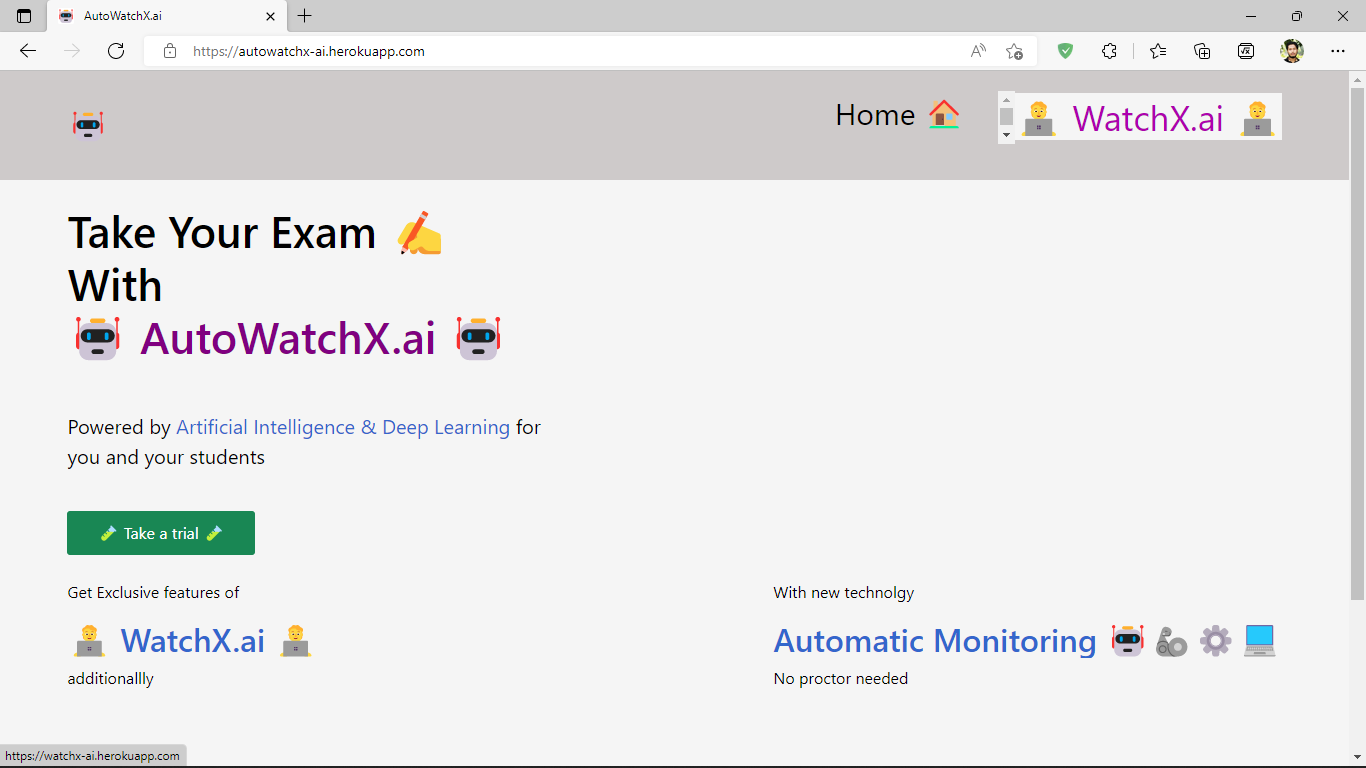 AutoWatchX.ai
https://autowatchx-ai.herokuapp.com
Home 🏠
🧑‍💻 WatchX.ai 🧑‍💻
Take Your Exam ✍
With
🤖 AutoWatchX.ai 🤖
Powered by Artificial Intelligence & Deep Learning for
you and your students
🧪 Take a trial 🧪
Get Exclusive features of
🧑‍💻 WatchX.ai 🧑‍💻
additionallly
With new technolgy
Automatic Monitoring 🤖 🦾 ⚙️ 💻
No proctor needed
https://watchx-ai.herokuapp.com